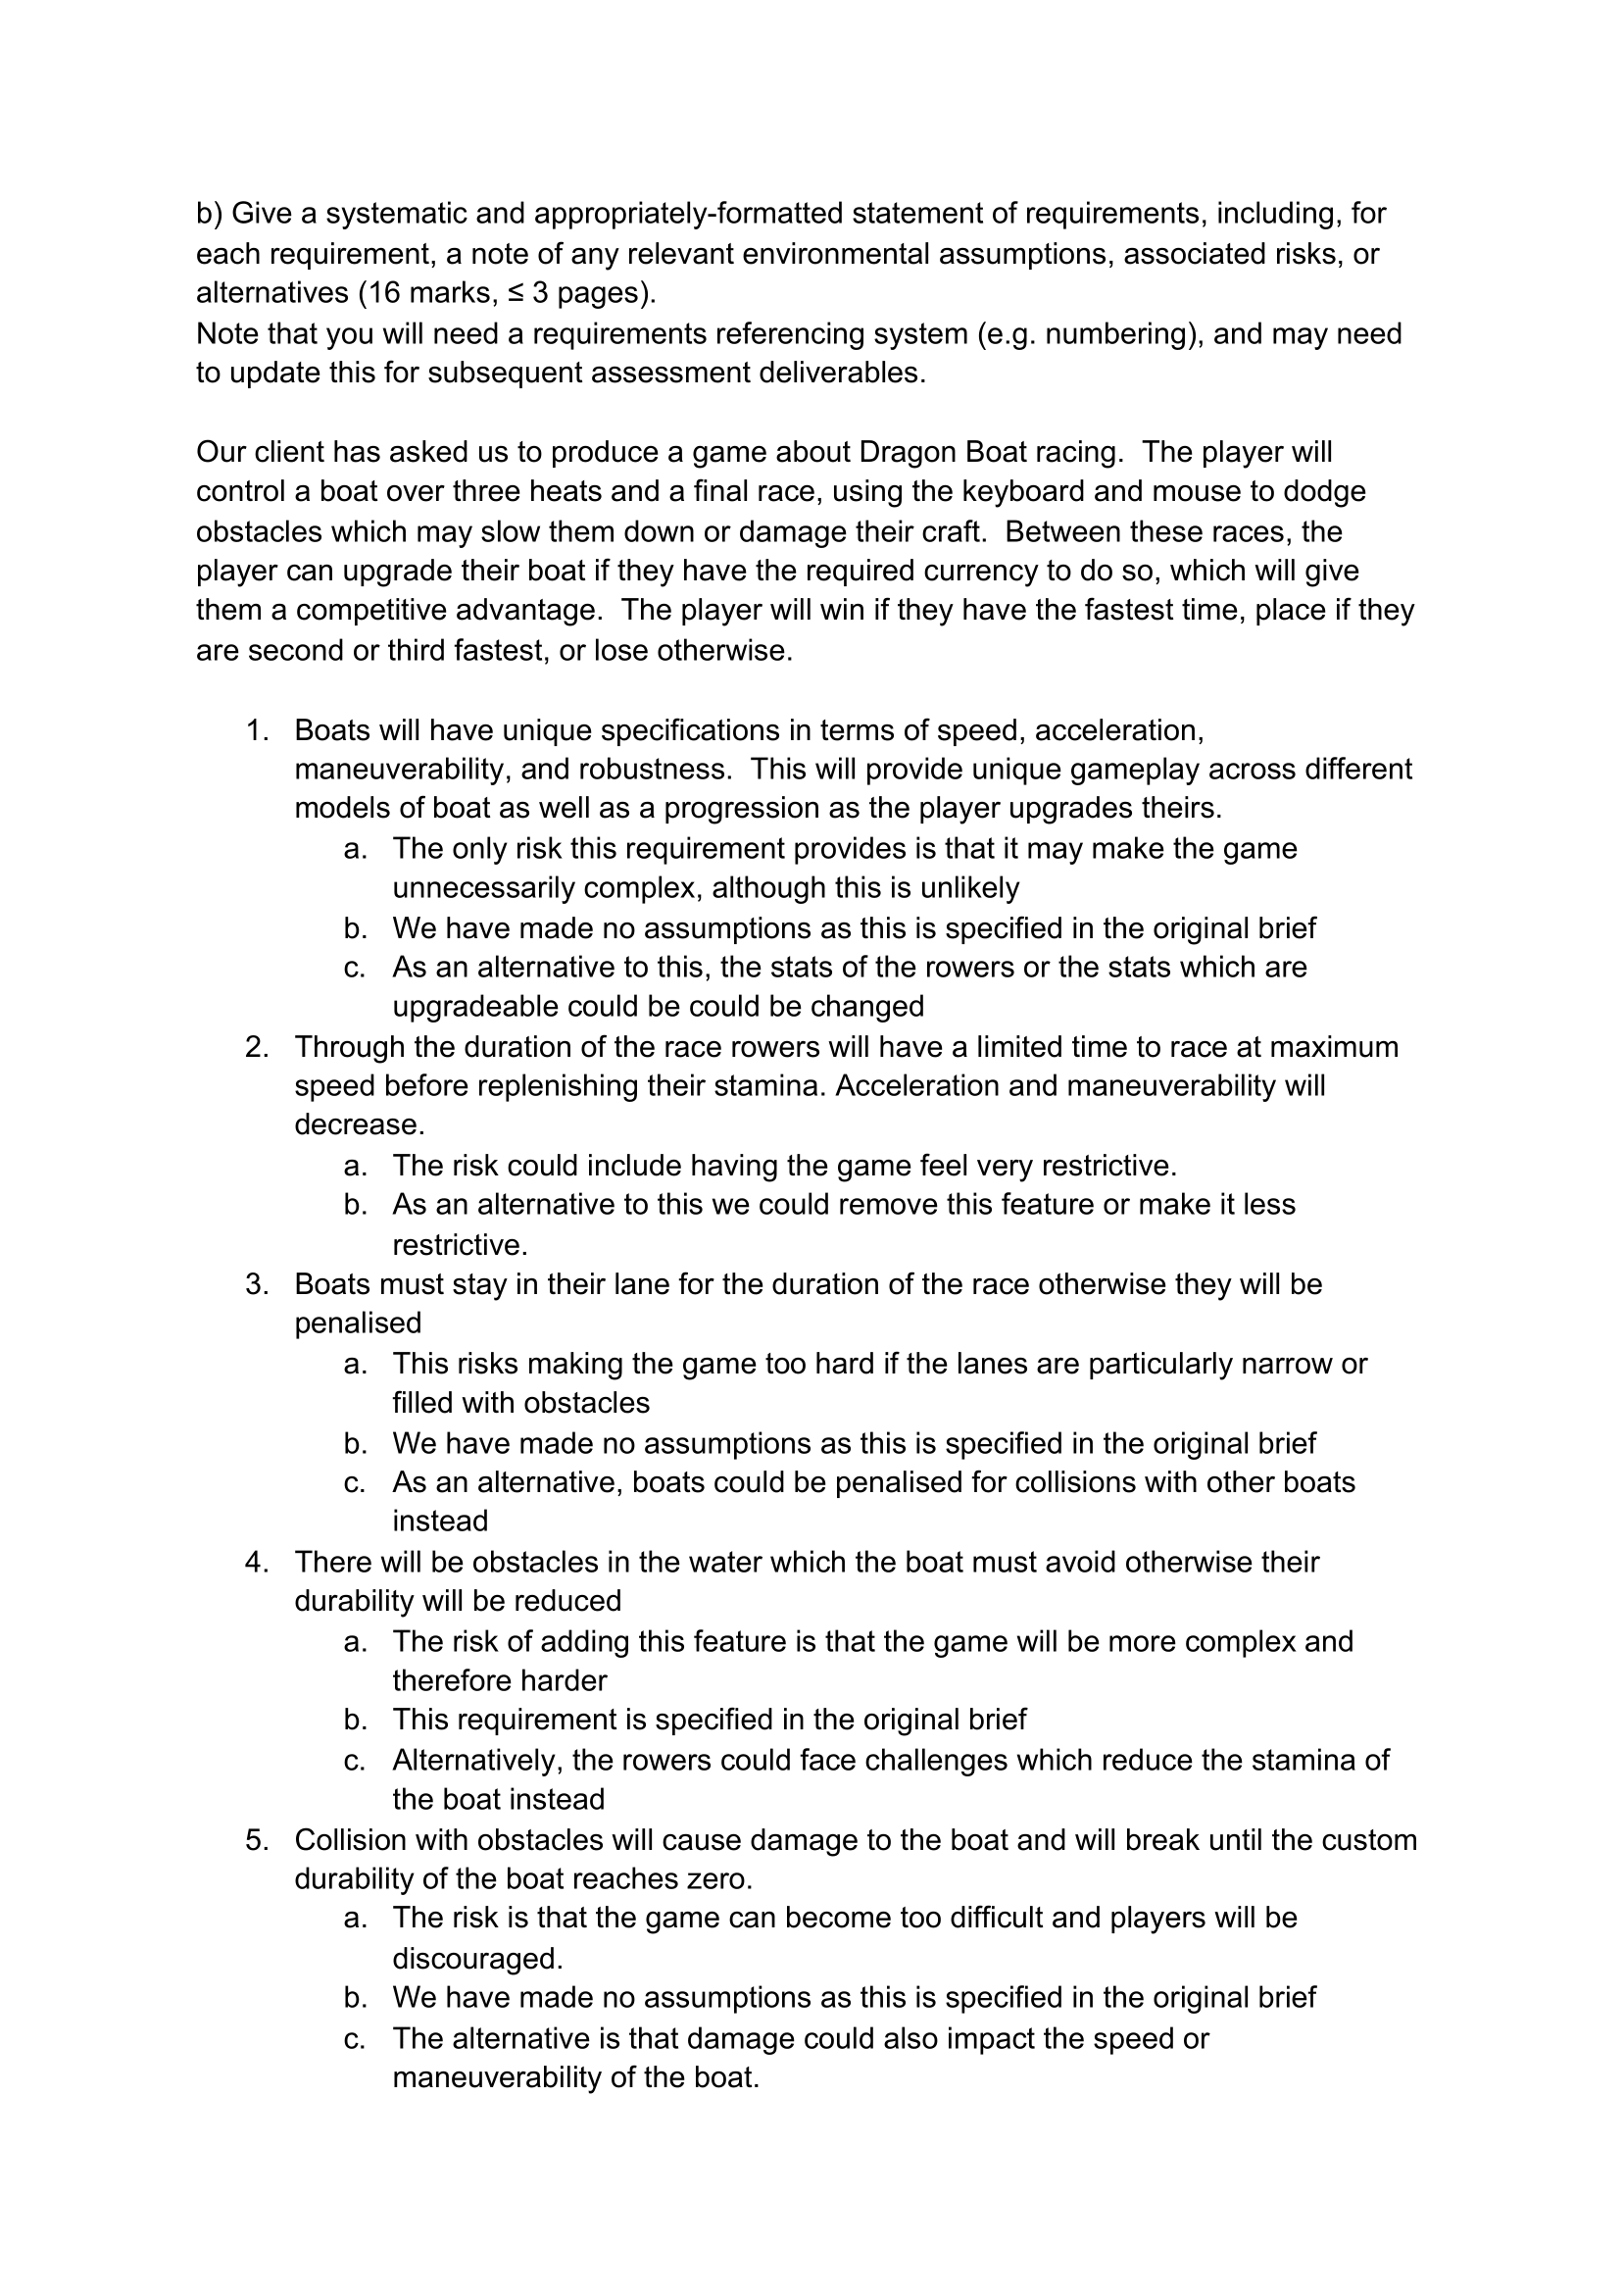 b) Give a systematic and appropriately-formatted statement of requirements, including, for
each requirement, a note of any relevant environmental assumptions, associated risks, or
alternatives (16 marks, ≤ 3 pages).
Note that you will need a requirements referencing system (e.g. numbering), and may need
to update this for subsequent assessment deliverables.
Our client has asked us to produce a game about Dragon Boat racing.  The player will
control a boat over three heats and a final race, using the keyboard and mouse to dodge
obstacles which may slow them down or damage their craft.  Between these races, the
player can upgrade their boat if they have the required currency to do so, which will give
them a competitive advantage.  The player will win if they have the fastest time, place if they
are second or third fastest, or lose otherwise.
1. Boats will have unique specifications in terms of speed, acceleration,
maneuverability, and robustness.  This will provide unique gameplay across different
models of boat as well as a progression as the player upgrades theirs.
a. The only risk this requirement provides is that it may make the game
unnecessarily complex, although this is unlikely
b. We have made no assumptions as this is specified in the original brief
c. As an alternative to this, the stats of the rowers or the stats which are
upgradeable could be could be changed
2. Through the duration of the race rowers will have a limited time to race at maximum
speed before replenishing their stamina. Acceleration and maneuverability will
decrease.
a. The risk could include having the game feel very restrictive.
b. As an alternative to this we could remove this feature or make it less
restrictive.
3. Boats must stay in their lane for the duration of the race otherwise they will be
penalised
a. This risks making the game too hard if the lanes are particularly narrow or
filled with obstacles
b. We have made no assumptions as this is specified in the original brief
c. As an alternative, boats could be penalised for collisions with other boats
instead
4. There will be obstacles in the water which the boat must avoid otherwise their
durability will be reduced
a. The risk of adding this feature is that the game will be more complex and
therefore harder
b. This requirement is specified in the original brief
c. Alternatively, the rowers could face challenges which reduce the stamina of
the boat instead
5. Collision with obstacles will cause damage to the boat and will break until the custom
durability of the boat reaches zero.
a. The risk is that the game can become too difficult and players will be
discouraged.
b. We have made no assumptions as this is specified in the original brief
c. The alternative is that damage could also impact the speed or
maneuverability of the boat.